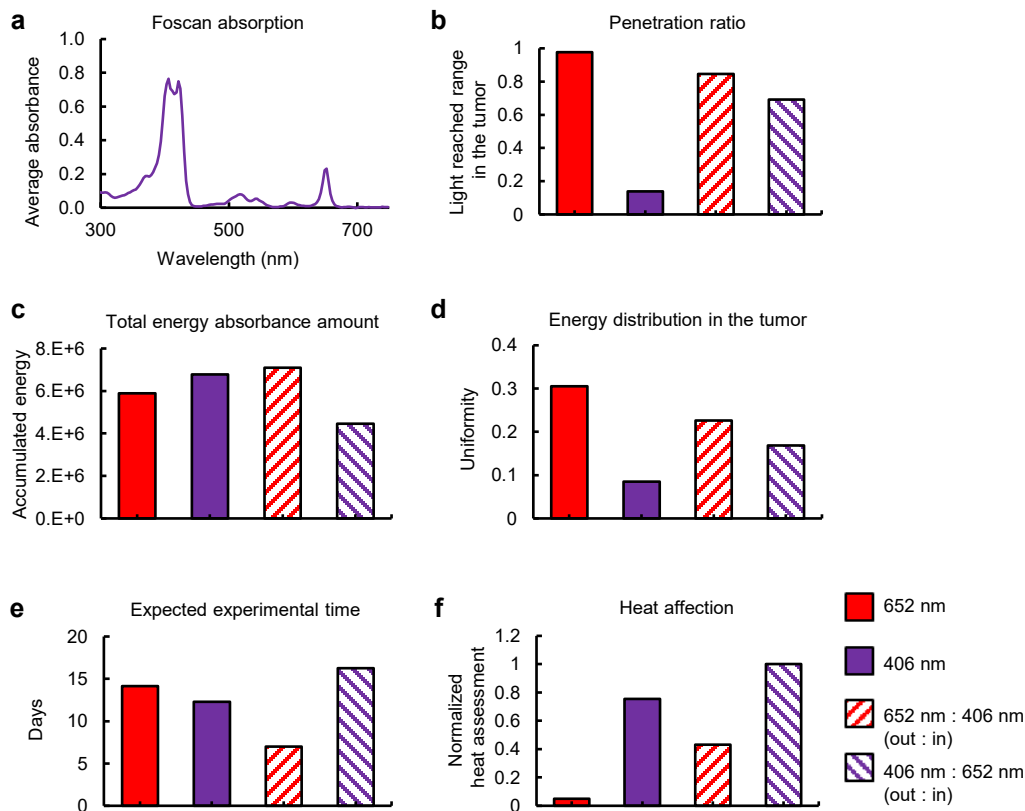 a
Foscan absorption
Average absorbance
1.0
0.8
0.6
0.4
0.2
0.0
300
500
700
Wavelength (nm)
b
Penetration ratio
Light reached range
in the tumor
1
0.8
0.6
0.4
0.2
0
c
Total energy absorbance amount
Accumulated energy
8.E+6
6.E+6
4.E+6
2.E+6
0.E+0
d
Energy distribution in the tumor
Uniformity
0.4
0.3
0.2
0.1
0
e
Expected experimental time
Days
20
15
10
5
0
f
Heat affection
Normalized
heat assessment
1.2
1
0.8
0.6
0.4
0.2
0
652 nm
406 nm
652 nm : 406 nm
(out : in)
406 nm : 652 nm
(out : in)